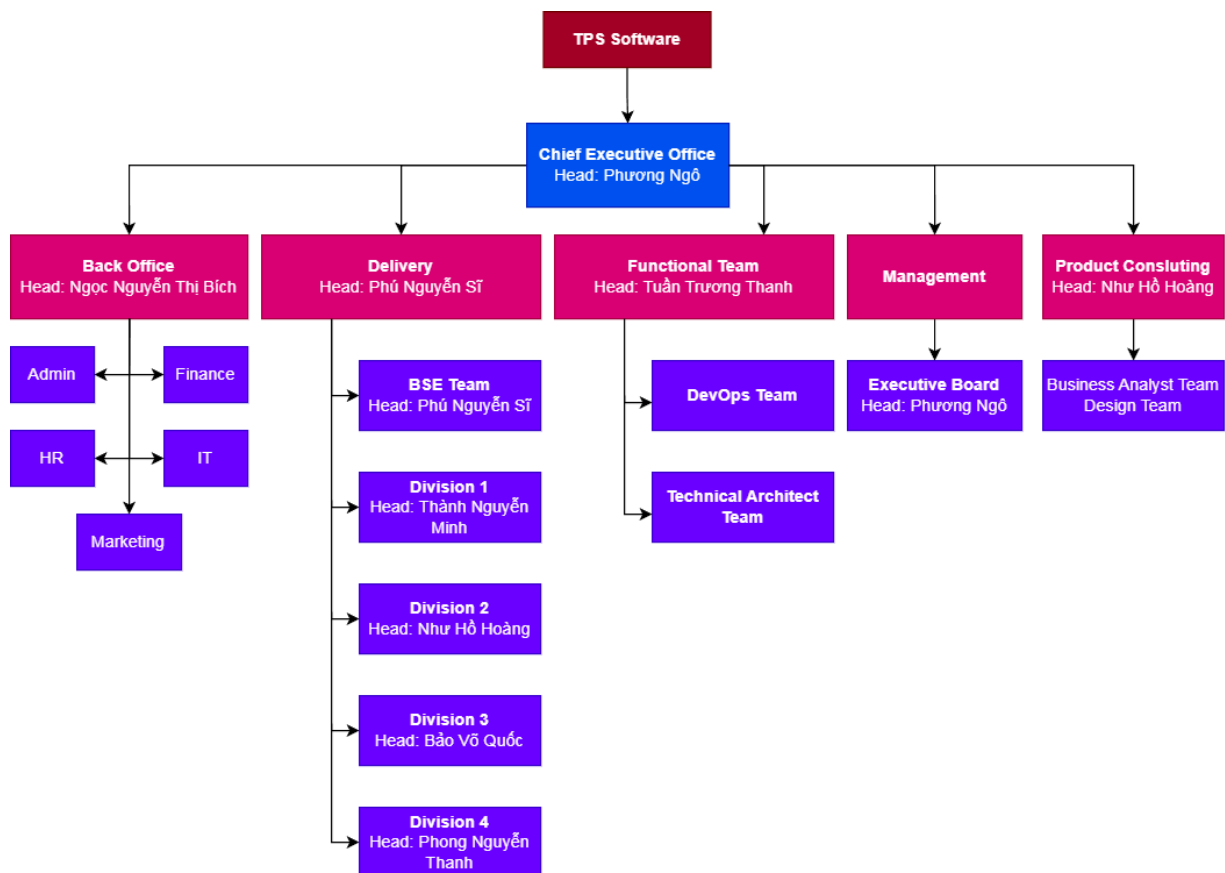 TPS Software
Chief Executive Office
Head: Phương Ngô
Back Office
Head: Ngọc Nguyễn Thị Bích
Delivery
Head: Phú Nguyễn Sĩ
Functional Team
Head: Tuần Trương Thanh
Management
Product Consluting
Head: Như Hồ Hoàng
Admin
Finance
HR
IT
Marketing
BSE Team
Head: Phú Nguyễn Sĩ
Division 1
Head: Thành Nguyễn
Minh
Division 2
Head: Như Hồ Hoàng
Division 3
Head: Bảo Võ Quốc
Division 4
Head: Phong Nguyễn
Thanh
DevOps Team
Technical Architect
Team
Executive Board
Head: Phương Ngô
Business Analyst Team
Design Team